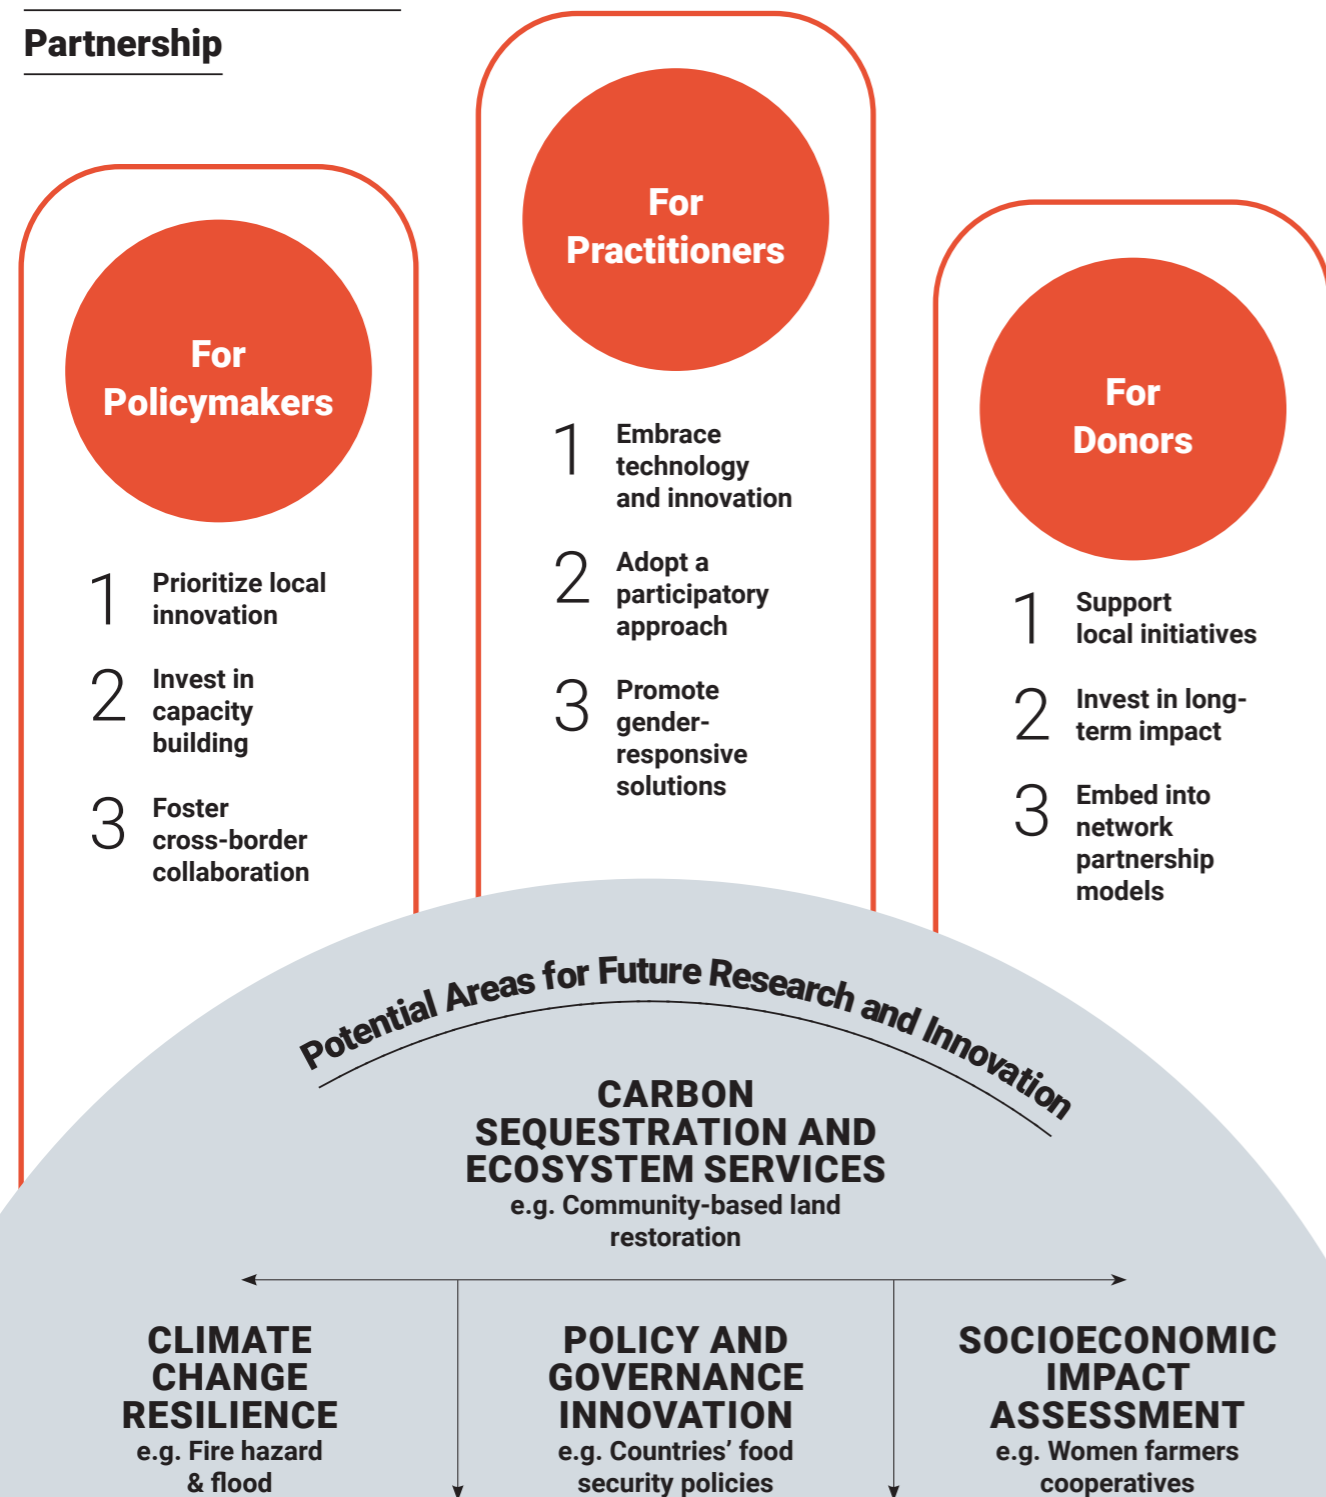 Partnership
For
Policymakers
1
Prioritize local
innovation
2
Invest in
capacity
building
3
Foster
cross-border
collaboration
For
Practitioners
1
Embrace
technology
and innovation
2
Adopt a
participatory
approach
3
Promote
gender-
responsive
solutions
For
Donors
1
Support
local initiatives
2
Invest in long-
term impact
3
Embed into
network
partnership
models
Potential Areas for Future Research and Innovation
CARBON
SEQUESTRATION AND
ECOSYSTEM SERVICES
e.g. Community-based land
restoration
CLIMATE
CHANGE
RESILIENCE
e.g. Fire hazard
& flood
POLICY AND
GOVERNANCE
INNOVATION
e.g. Countries’ food
security policies
SOCIOECONOMIC
IMPACT
ASSESSMENT
e.g. Women farmers
cooperatives